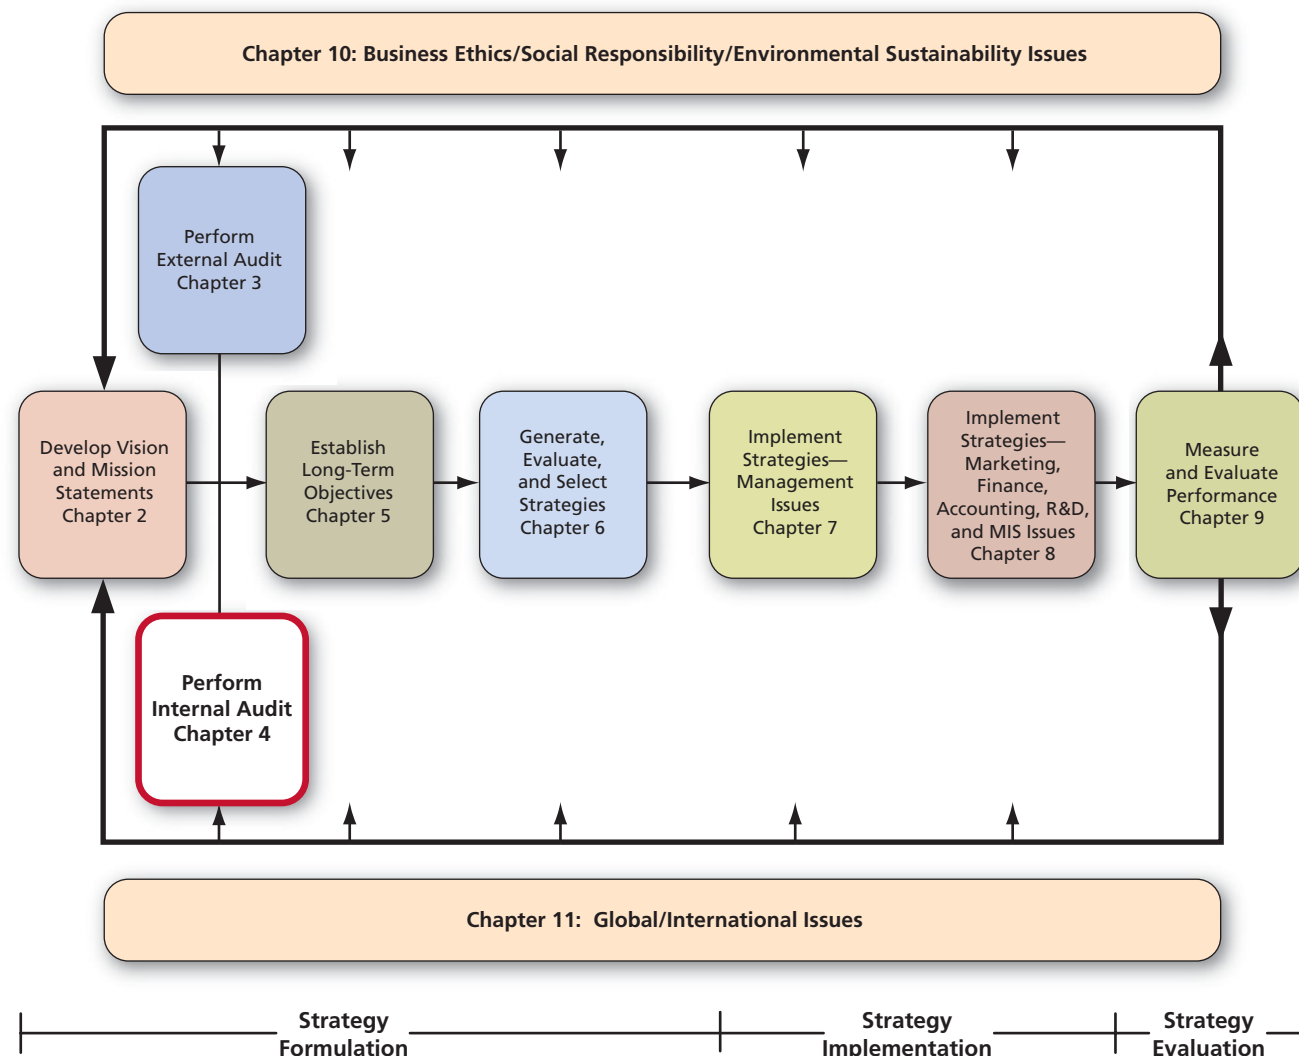 Chapter 10: Business Ethics/Social Responsibility/Environmental Sustainability Issues
Perform
External Audit
Chapter 3
Develop Vision
and Mission
Statements
Chapter 2
Establish
Long-Term
Objectives
Chapter 5
Generate,
Evaluate,
and Select
Strategies
Chapter 6
Implement
Strategies—
Management
Issues
Chapter 7
Implement
Strategies—
Marketing,
Finance,
Accounting, R&D,
and MIS Issues
Chapter 8
Measure
and Evaluate
Performance
Chapter 9
Perform
Internal Audit
Chapter 4
Chapter 11: Global/International Issues
Strategy
Formulation
Strategy
Implementation
Strategy
Evaluation